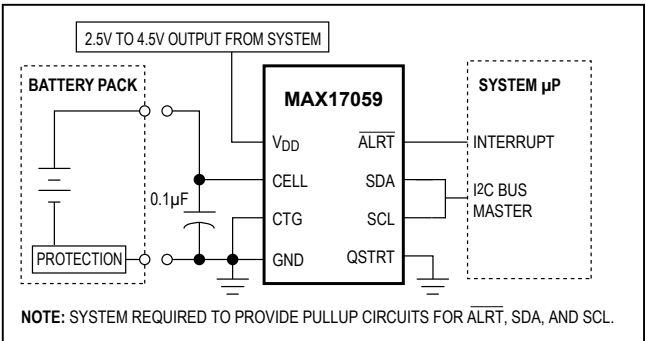 2.5V TO 4.5V OUTPUT FROM SYSTEM
BATTERY PACK
MAX17059
SYSTEM µP
VDD
ALRT
INTERRUPT
CELL
SDA
I2C BUS
MASTER
0.1µF
CTG
SCL
PROTECTION
GND
QSTRT
NOTE: SYSTEM REQUIRED TO PROVIDE PULLUP CIRCUITS FOR ALRT, SDA, AND SCL.